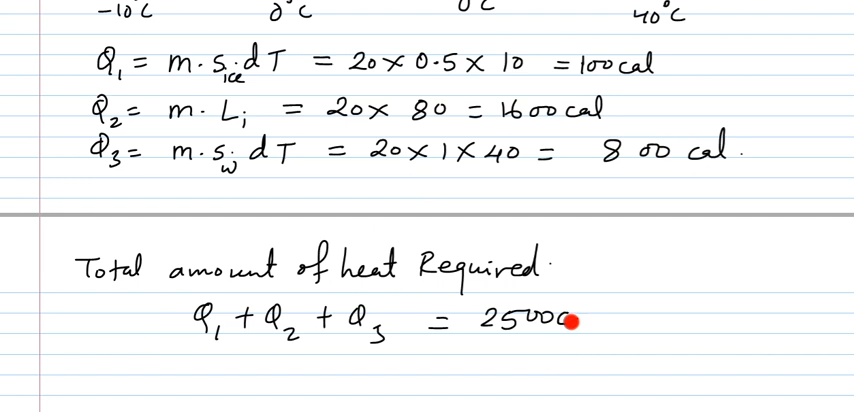 -10°C 0°C 0°C 40°C
Q₁ = m. s_ice. dT = 20 × 0.5 × 10 = 100 cal
Q₂ = m. Lᵢ = 20 × 80 = 1600 cal
Q₃ = m. s_w. dT = 20 × 1 × 40 = 800 cal.
Total amount of heat Required.
Q₁ + Q₂ + Q₃ = 2500c